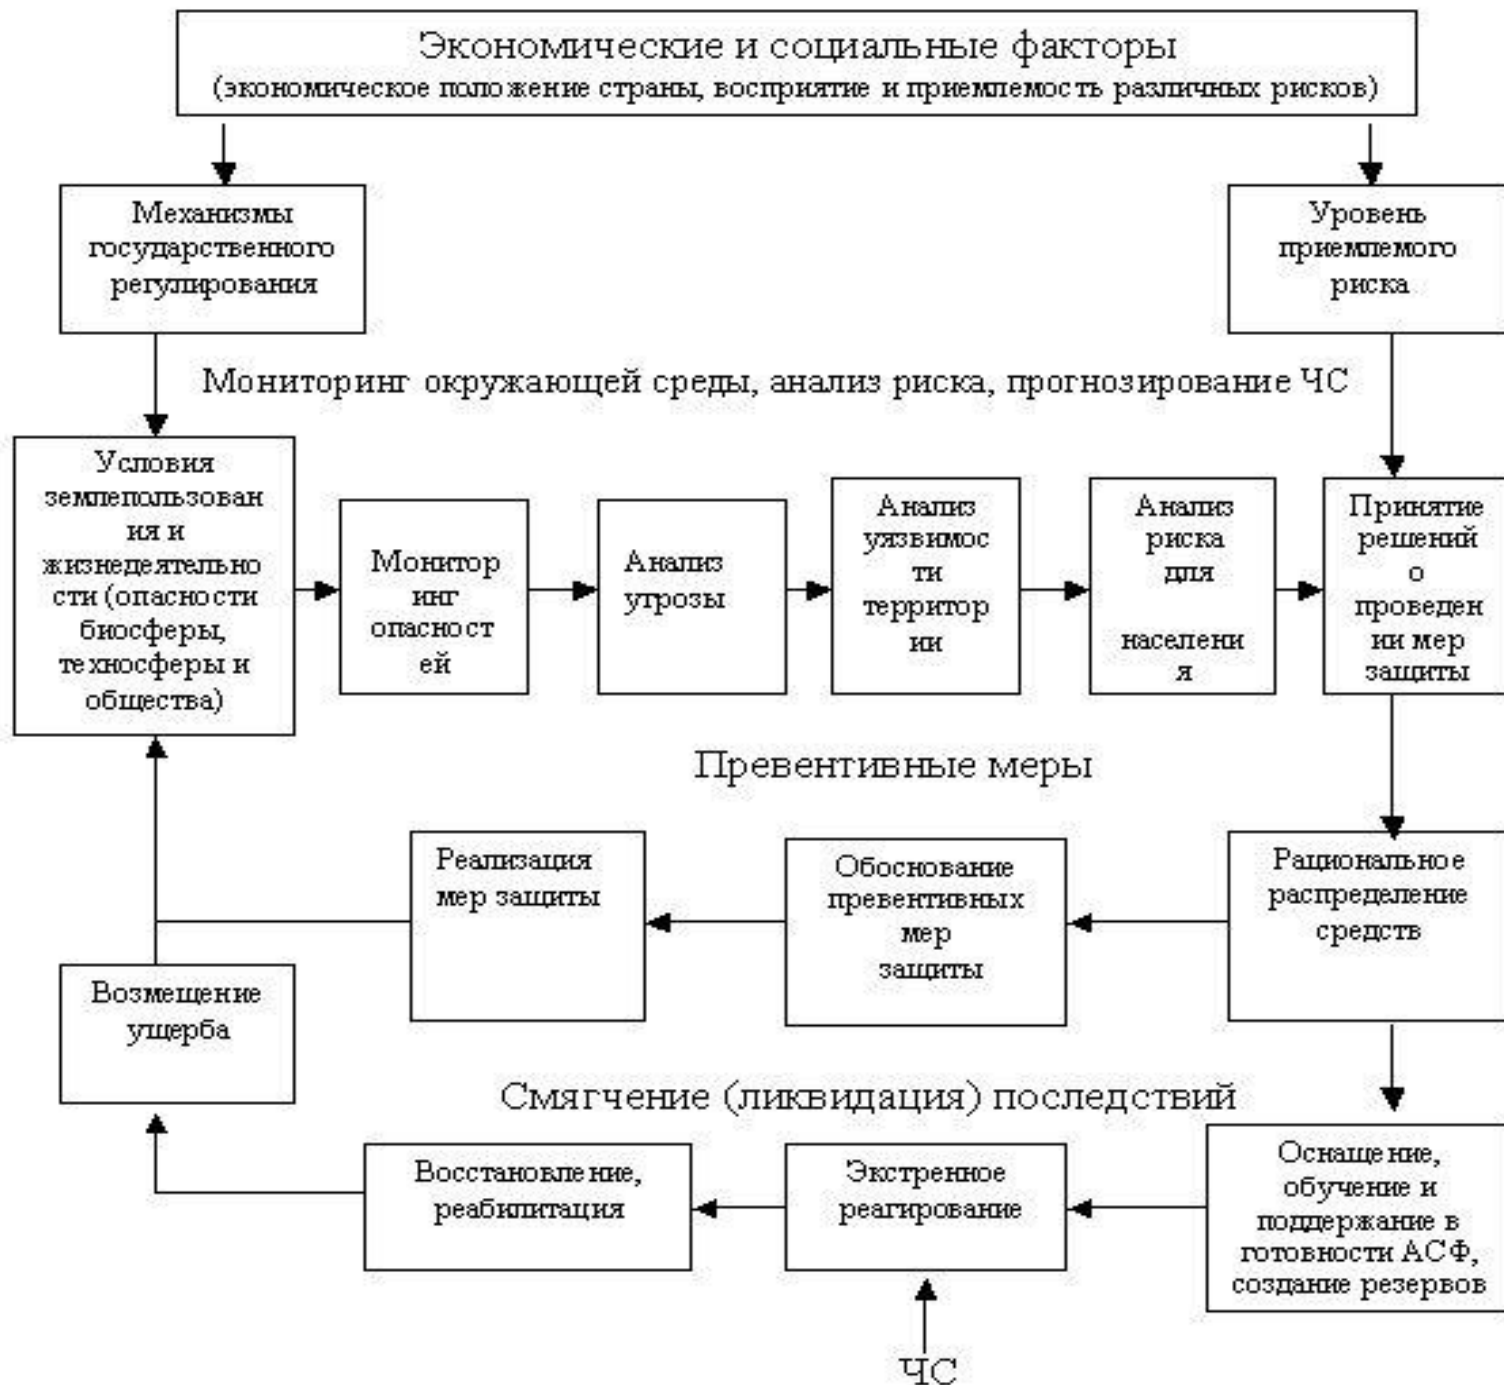 Экономические и социальные факторы
(экономическое положение страны, восприятие и приемлемость различных рисков)
Механизмы
государственного
регулирования
Уровень
приемлемого
риска
Мониторинг окружающей среды, анализ риска, прогнозирование ЧС
Условия
землепользован
ия и
жизнедеятельно
сти (опасности
биосферы,
техносферы и
общества)
Монитор
инг
опасност
ей
Анализ
угрозы
Анализ
уязвимос
ти
территор
ии
Анализ
риска
для
населени
я
Принятие
решений
о
проведен
ии мер
защиты
Превентивные меры
Реализация
мер защиты
Обоснование
превентивных
мер
защиты
Рациональное
распределение
средств
Возмещение
ущерба
Смягчение (ликвидация) последствий
Восстановление,
реабилитация
Экстренное
реагирование
Оснащение,
обучение и
поддержание в
готовности АСФ,
создание резервов
ЧС